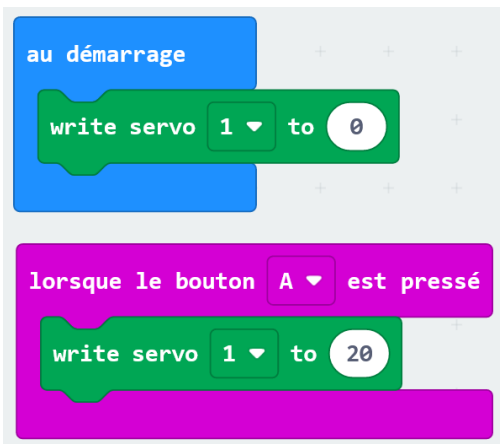 au démarrage
write servo 1 to 0
lorsque le bouton A est pressé
write servo 1 to 20